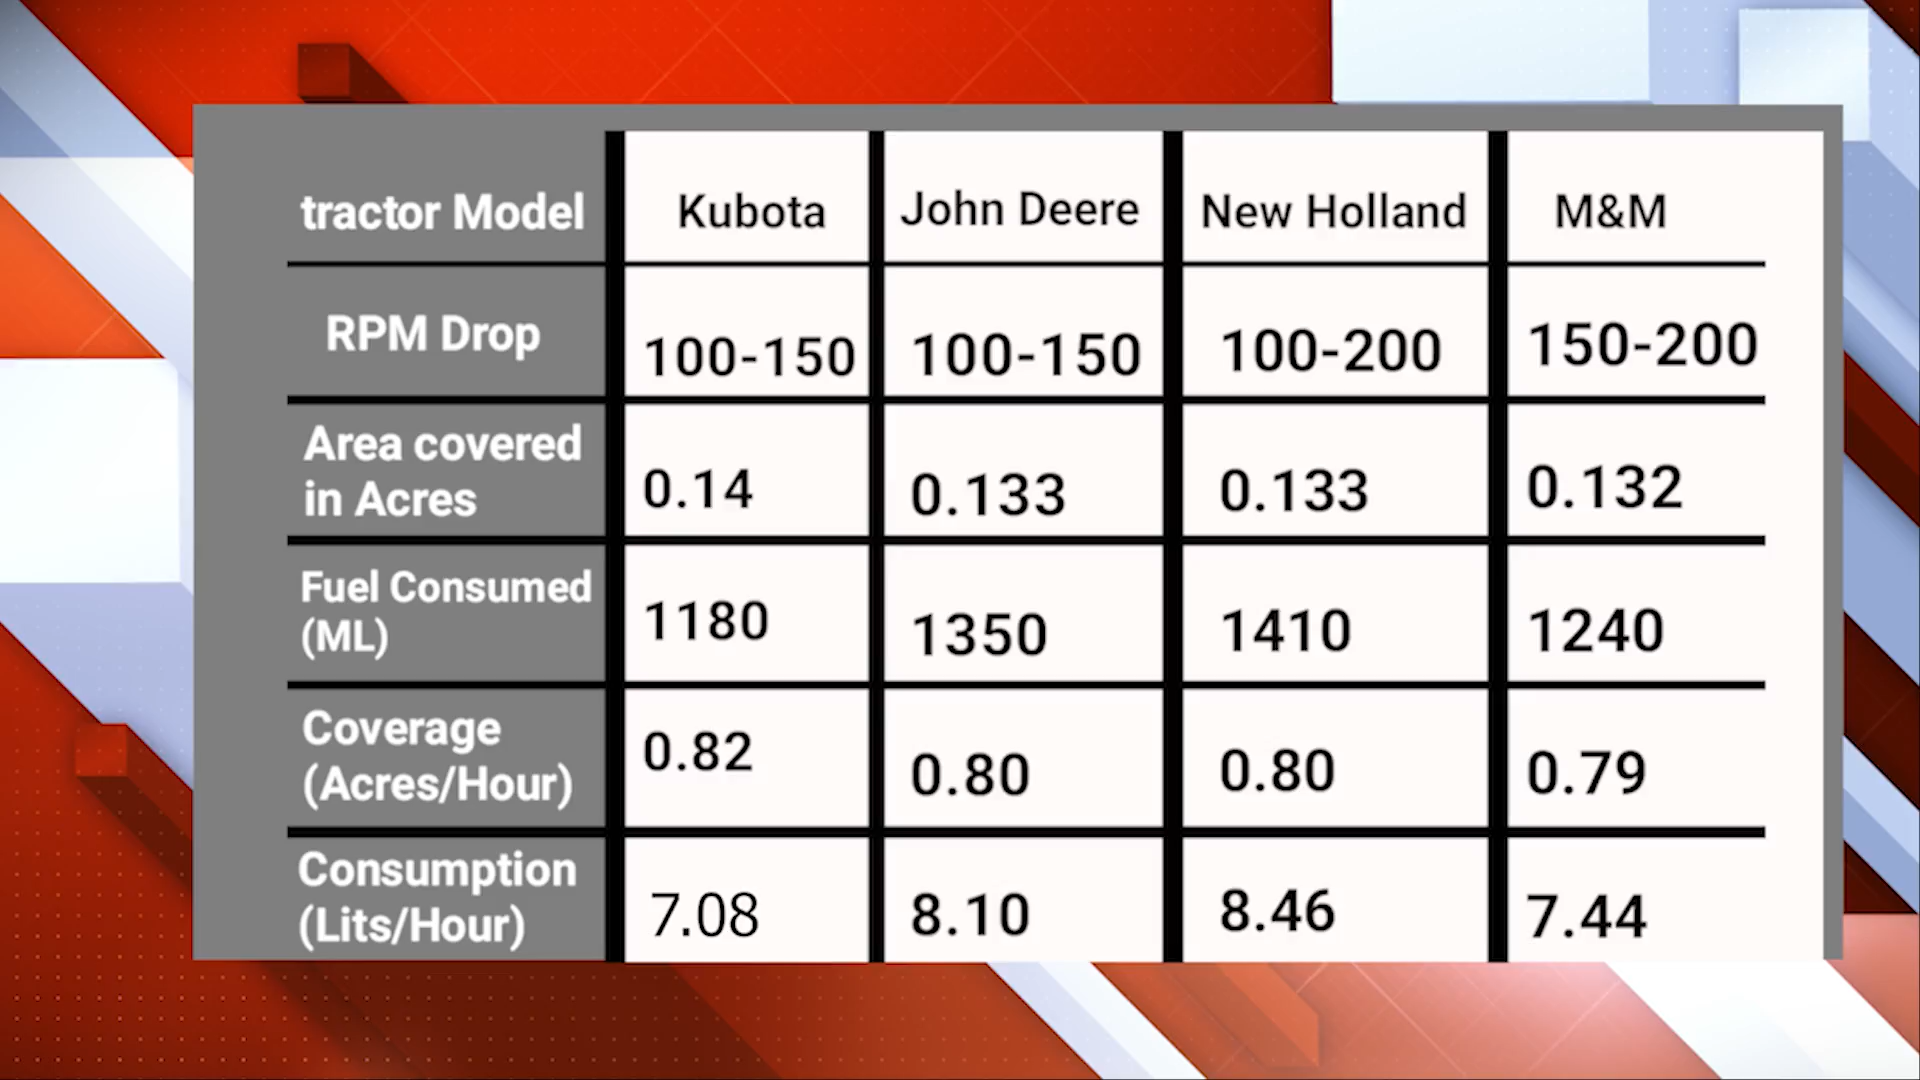 tractor Model Kubota John Deere New Holland M&M
RPM Drop 100-150 100-150 100-200 150-200
Area covered
in Acres 0.14 0.133 0.133 0.132
Fuel Consumed
(ML) 1180 1350 1410 1240
Coverage
(Acres/Hour) 0.82 0.80 0.80 0.79
Consumption
(Lits/Hour) 7.08 8.10 8.46 7.44